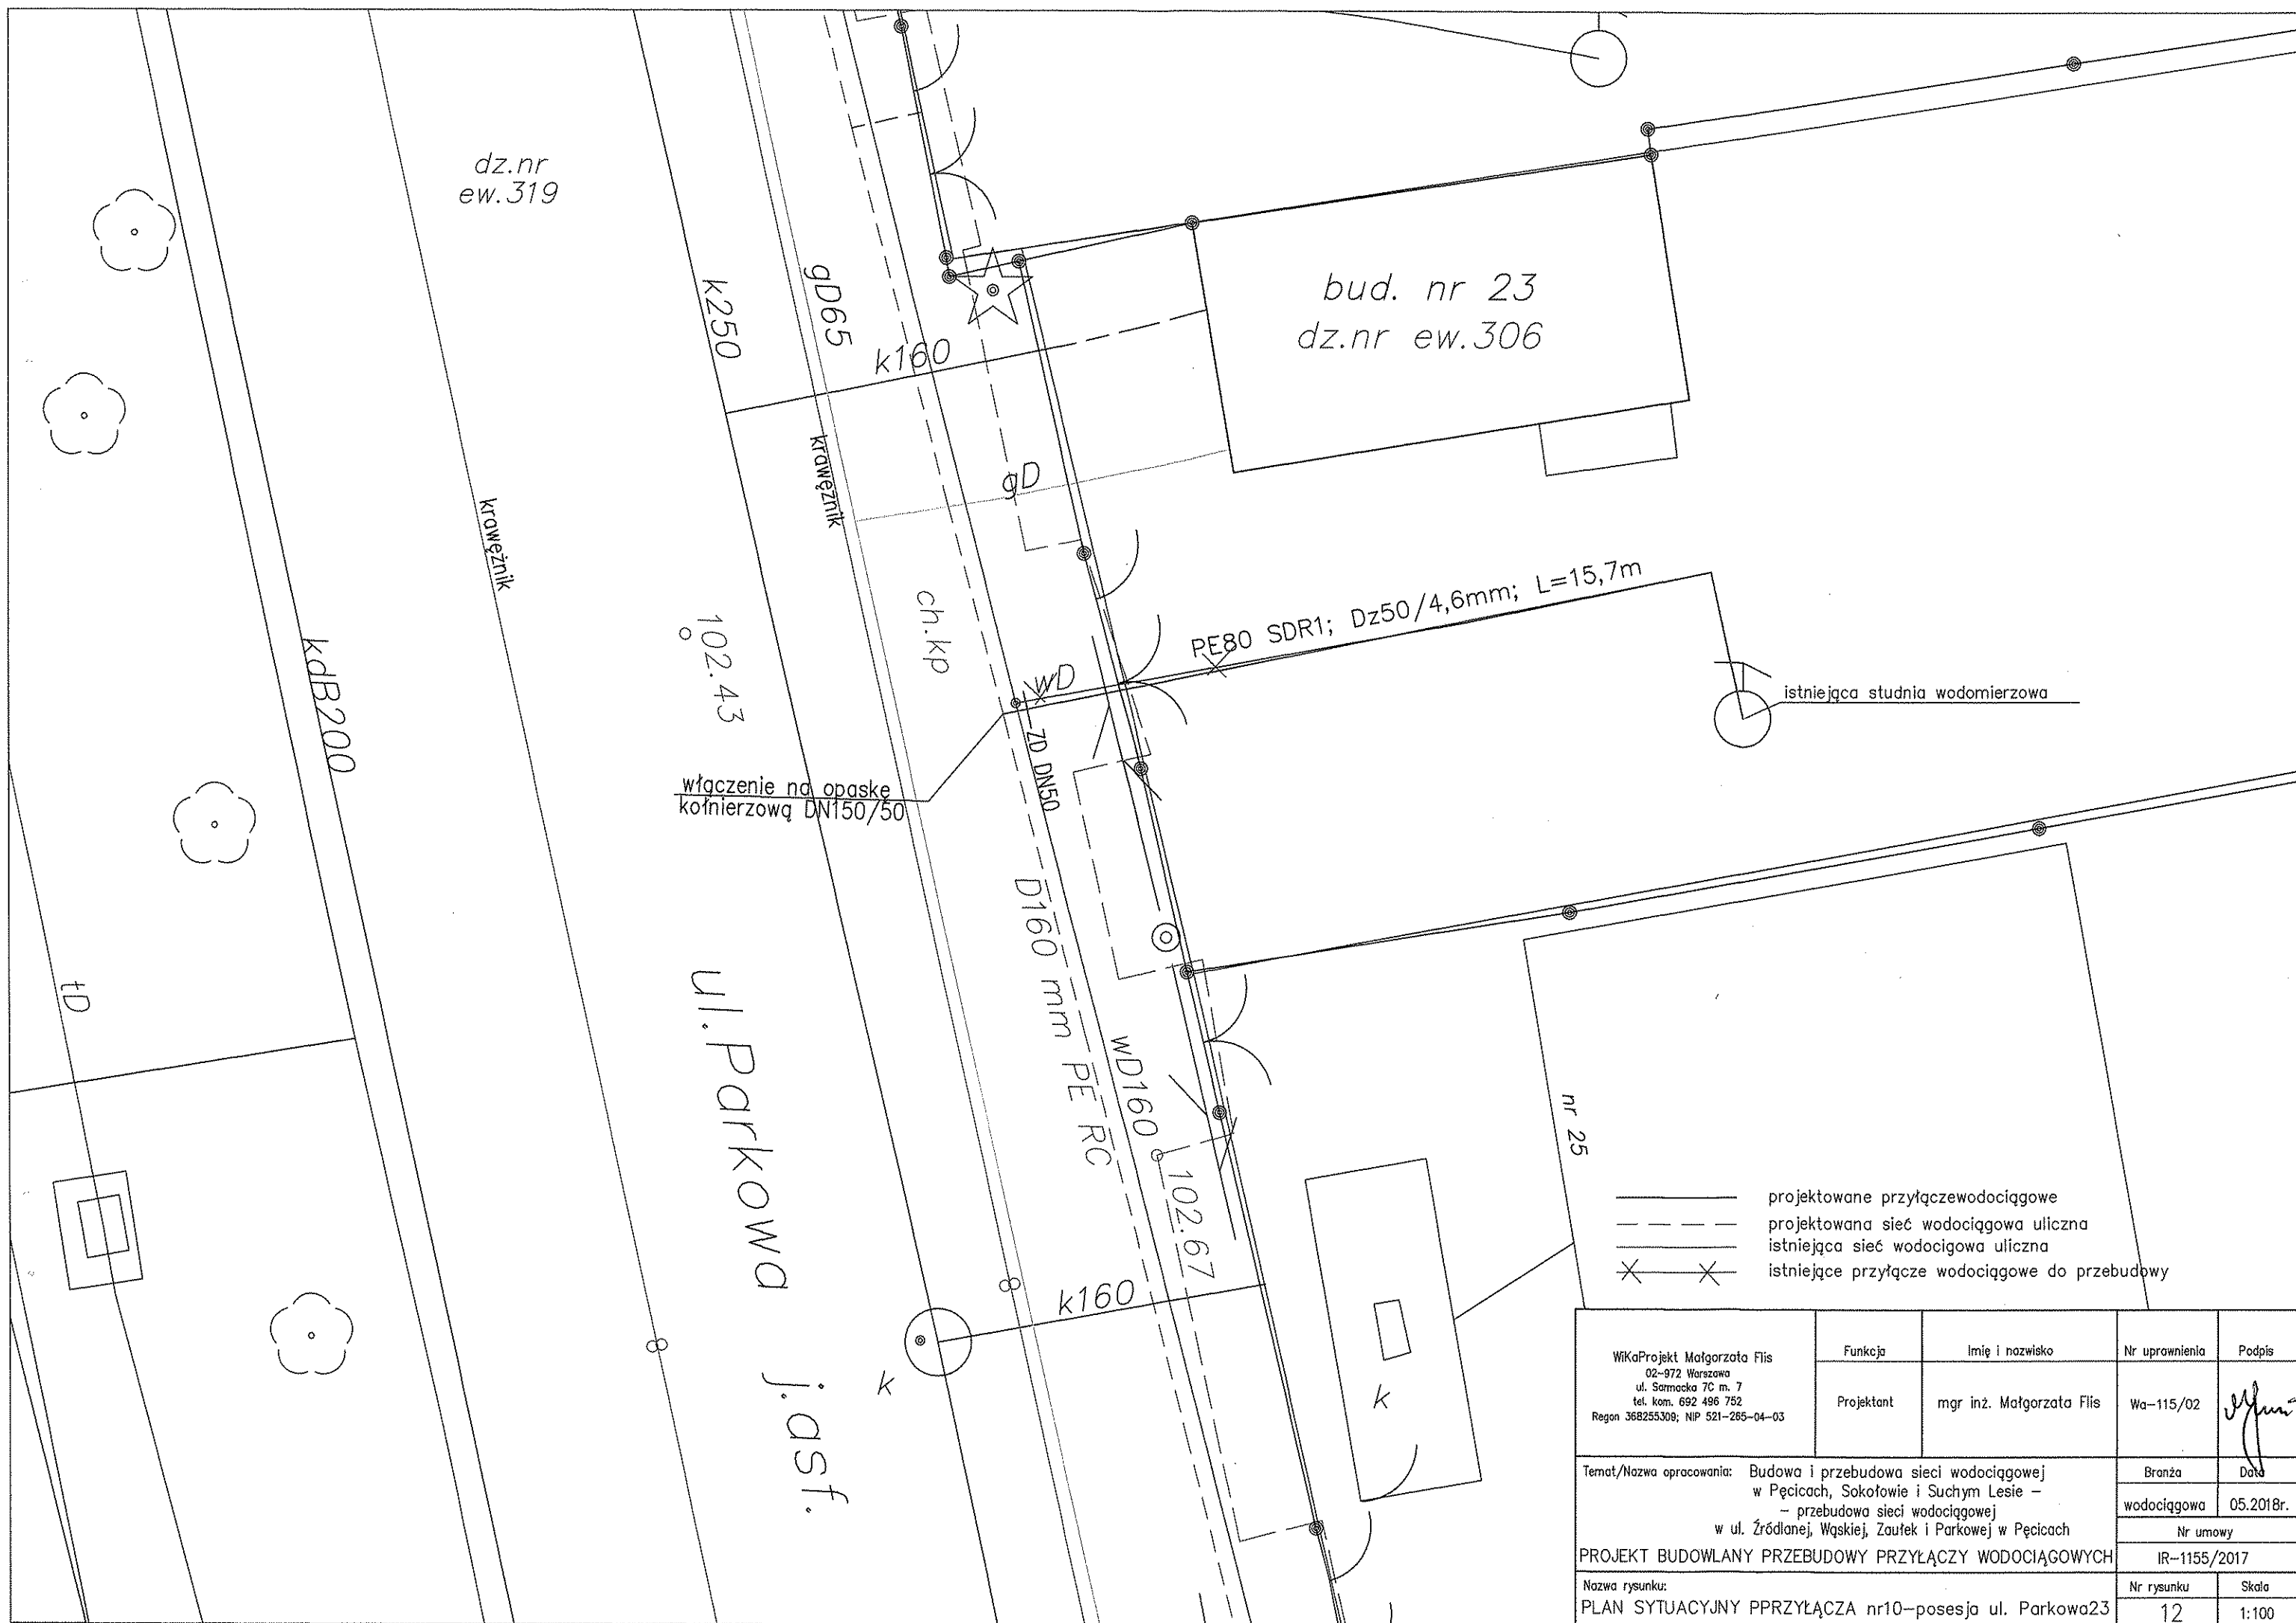 dz.nr
ew.319
k250
gD65
k160
bud. nr 23
dz.nr ew.306
krawężnik
krawężnik
gD
ch.kp
102.43
kdB200
PE80 SDR1; Dz50/4,6mm; L=15,7m
wD
istniejąca studnia wodomierzowa
ZD DN50
włączenie na opaskę
kołnierzową DN150/50
D160 mm PE RC
wD160
tD
ul.Parkowa j.asf.
102.67
nr 25
k160
k
k
projektowane przyłączewodociągowe
projektowana sieć wodociągowa uliczna
istniejąca sieć wodocigowa uliczna
istniejące przyłącze wodociągowe do przebudowy
WiKaProjekt Małgorzata Flis
02-972 Warszawa
ul. Sarmacka 7C m. 7
tel. kom. 692 496 752
Regon 368255309; NIP 521-265-04-03
Funkcja
Imię i nazwisko
Nr uprawnienia
Podpis
Projektant
mgr inż. Małgorzata Flis
Wa-115/02
Temat/Nazwa opracowania: Budowa i przebudowa sieci wodociągowej
w Pęcicach, Sokołowie i Suchym Lesie -
- przebudowa sieci wodociągowej
w ul. Źródlanej, Wąskiej, Zaułek i Parkowej w Pęcicach
PROJEKT BUDOWLANY PRZEBUDOWY PRZYŁĄCZY WODOCIĄGOWYCH
Branża
Data
wodociągowa
05.2018r.
Nr umowy
IR-1155/2017
Nazwa rysunku:
PLAN SYTUACYJNY PPRZYŁĄCZA nr10-posesja ul. Parkowa23
Nr rysunku
Skala
12
1:100